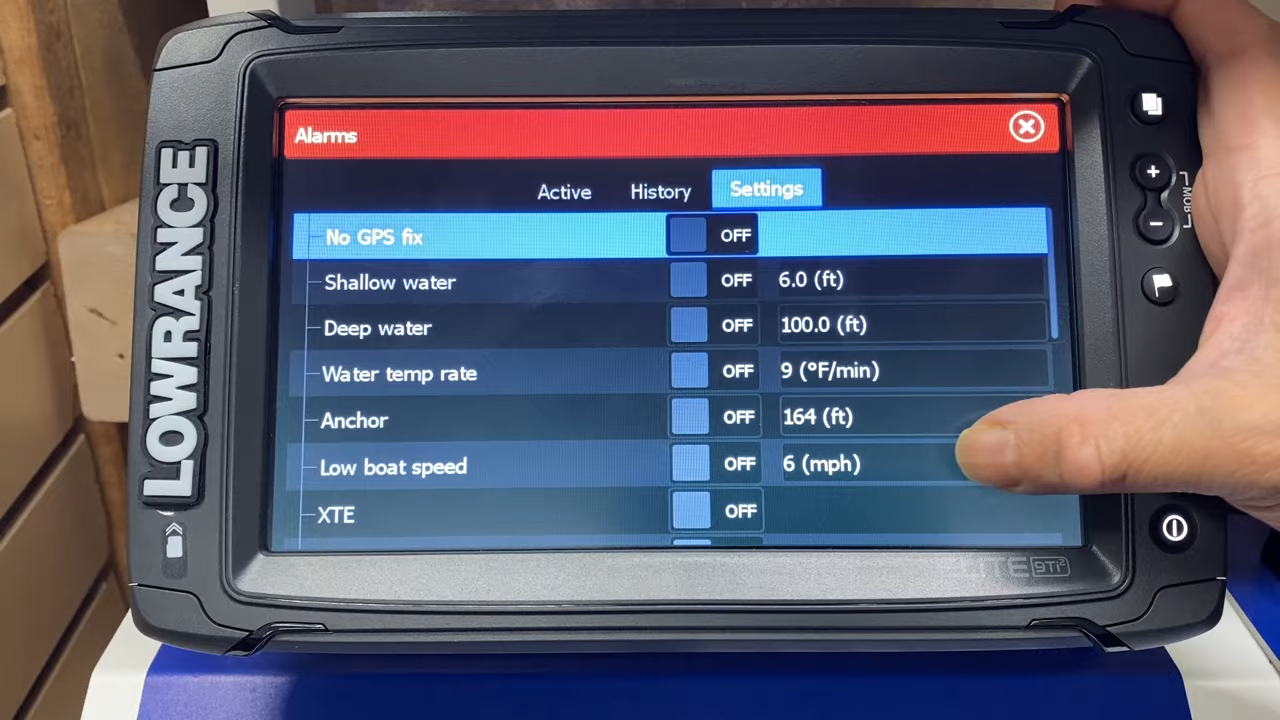 LOWRANCE
Alarms
Active History Settings
No GPS fix OFF
Shallow water OFF 6.0 (ft)
Deep water OFF 100.0 (ft)
Water temp rate OFF 9 (°F/min)
Anchor OFF 164 (ft)
Low boat speed OFF 6 (mph)
XTE OFF
+
MOB
-
9Ti²